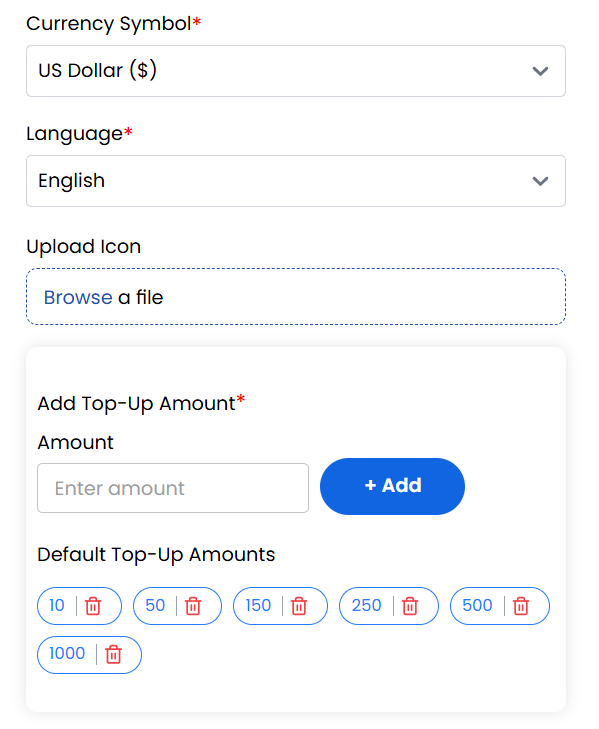 Currency Symbol*
US Dollar ($)
Language*
English
Upload Icon
Browse a file
Add Top-Up Amount*
Amount
Enter amount
+ Add
Default Top-Up Amounts
10 50 150 250 500
1000